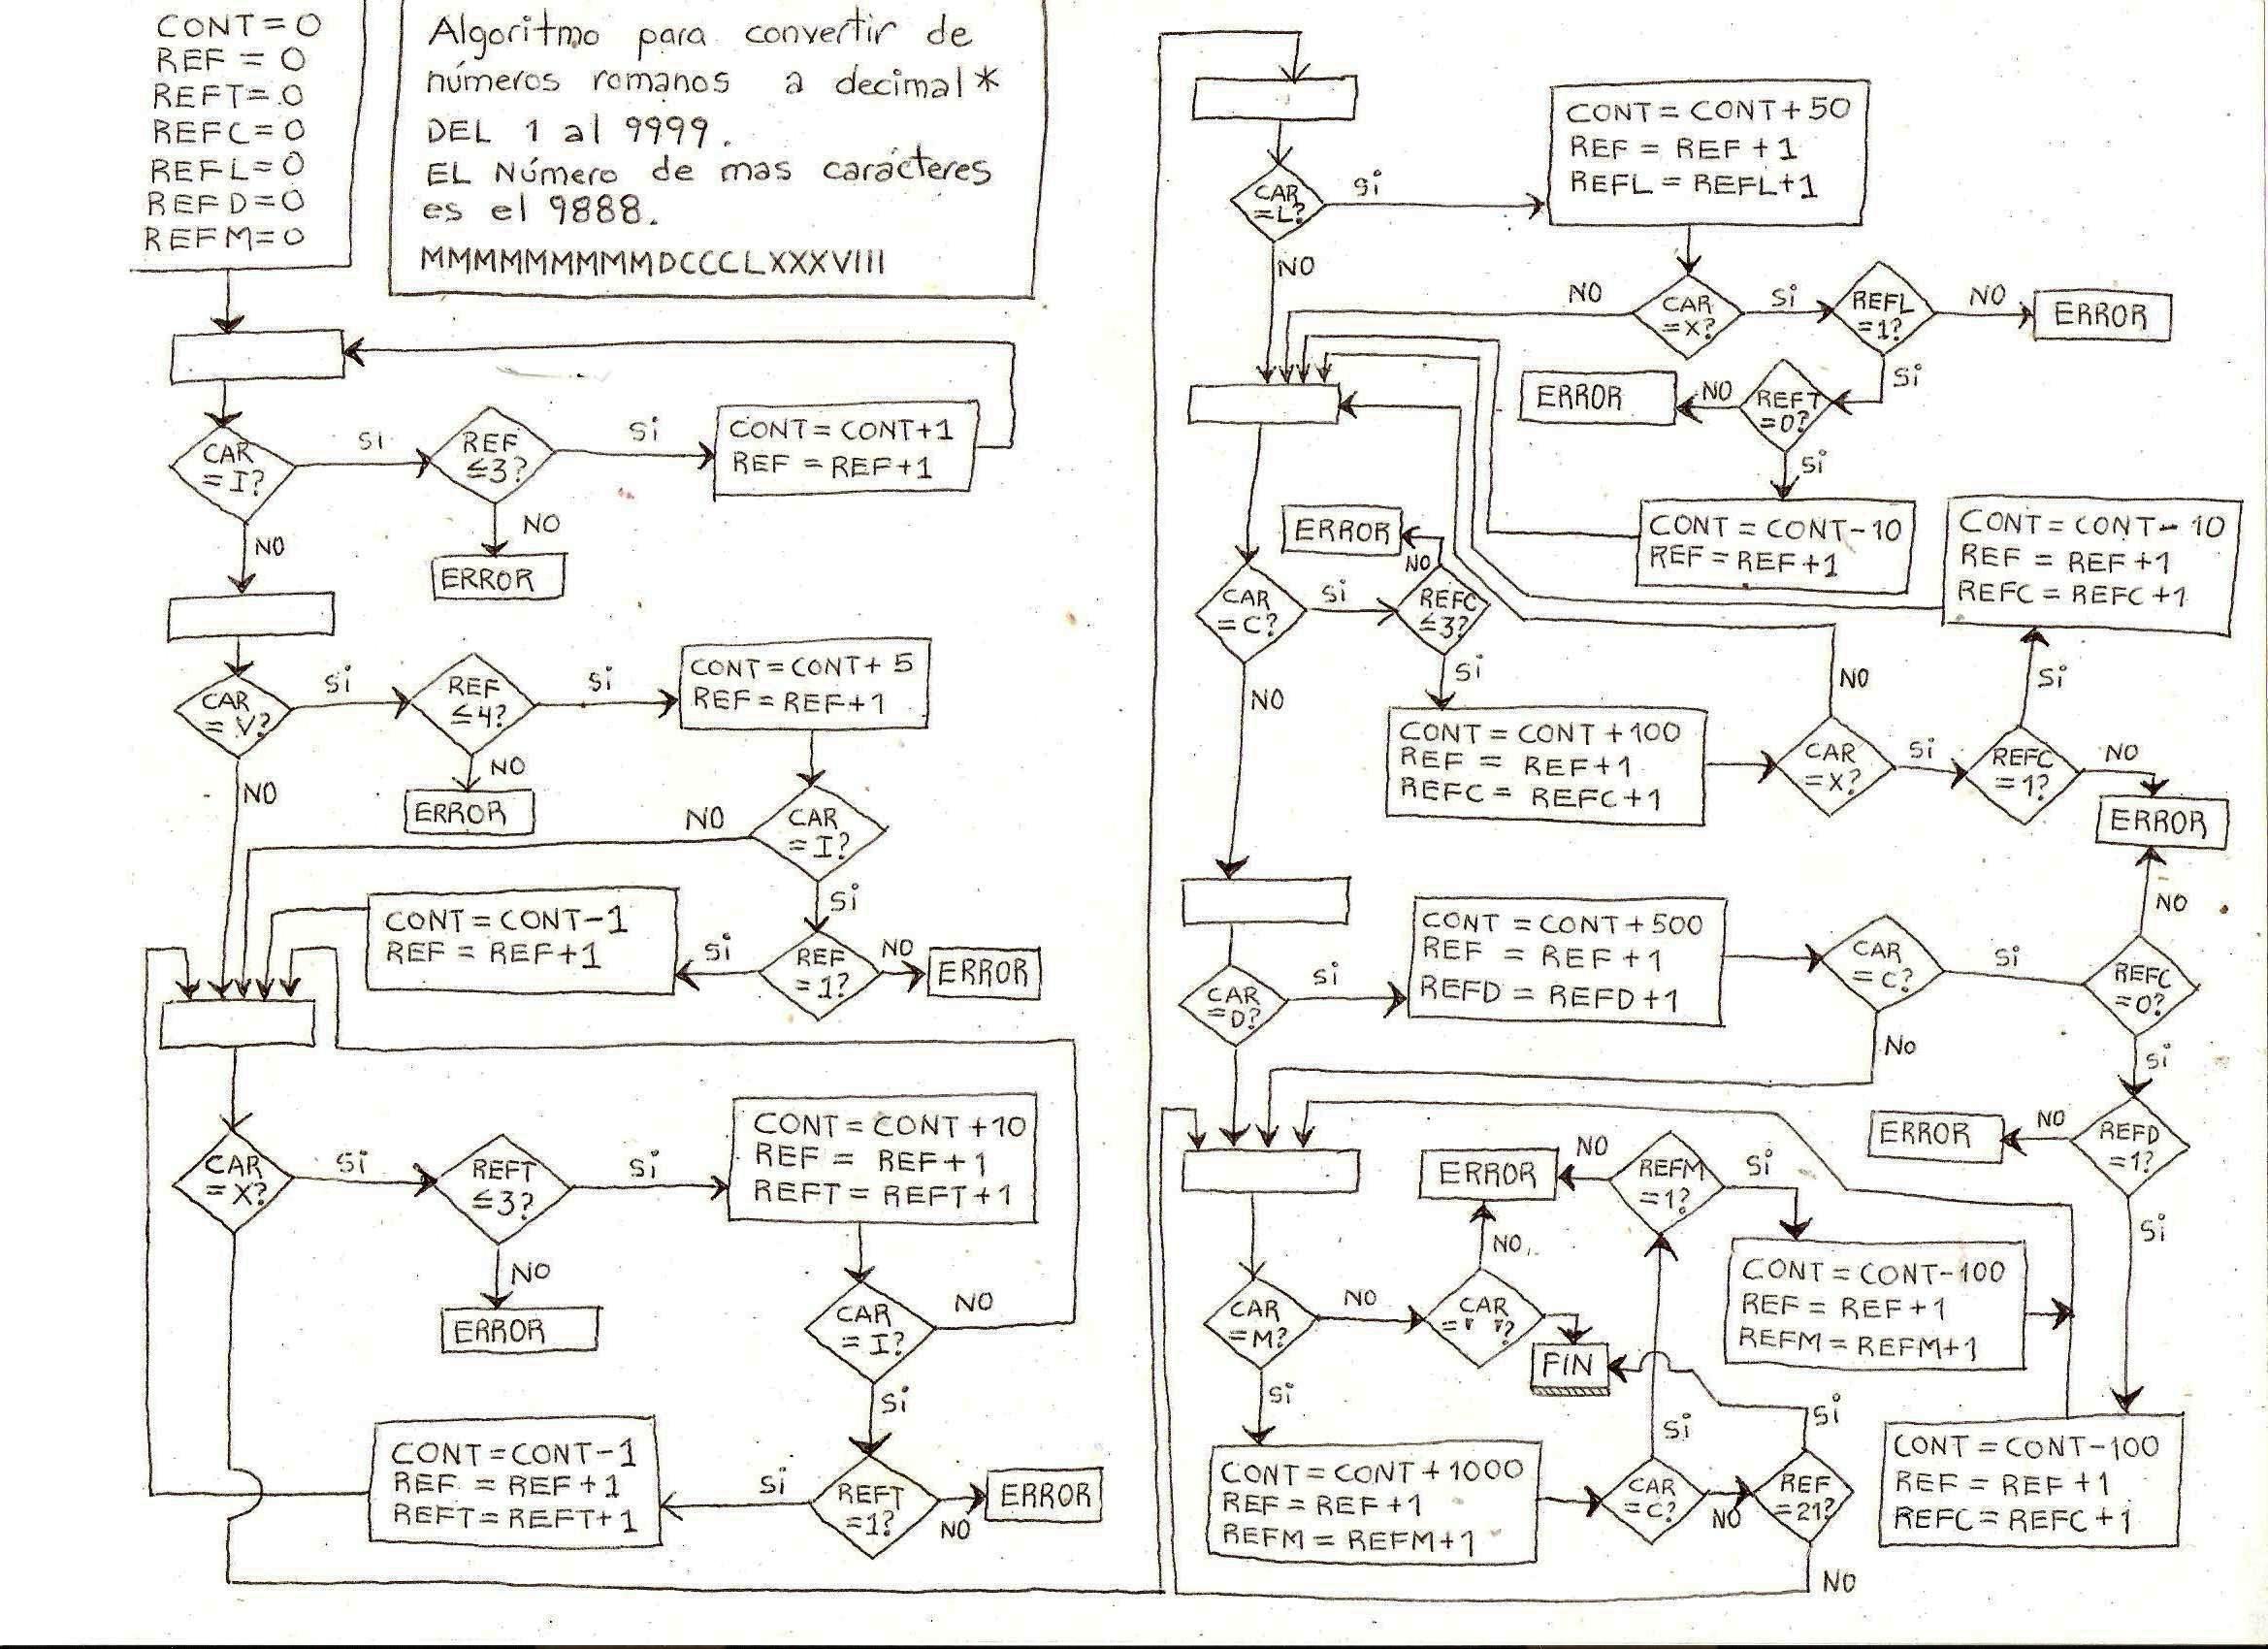 CONT=0
REF=0
REFT=0
REFC=0
REFL=0
REFD=0
REFM=0
Algoritmo para convertir de
números romanos a decimal*
DEL 1 al 9999.
EL Número de mas carácteres
es el 9888.
MMMMMMMMMDCCCLXXXVIII
CAR
=I?
SI
REF
≤3?
Si
CONT=CONT+1
REF=REF+1
NO
NO
ERROR
CAR
=V?
Si
REF
≤4?
Si
CONT=CONT+5
REF=REF+1
NO
NO
ERROR
CAR
=I?
NO
Si
CONT=CONT-1
REF=REF+1
Si
REF
=1?
NO
ERROR
CAR
=X?
Si
REFT
≤3?
Si
CONT=CONT+10
REF=REF+1
REFT=REFT+1
NO
ERROR
CAR
=I?
NO
Si
CONT=CONT-1
REF=REF+1
REFT=REFT+1
Si
REFT
=1?
NO
ERROR
CAR
=L?
Si
CONT=CONT+50
REF=REF+1
REFL=REFL+1
NO
NO
CAR
=X?
Si
REFL
=1?
NO
ERROR
Si
ERROR
NO
REFT
=0?
Si
CONT=CONT-10
REF=REF+1
CONT=CONT-10
REF=REF+1
REFC=REFC+1
ERROR
NO
CAR
=C?
Si
REFC
≤3?
Si
NO
NO
Si
CONT=CONT+100
REF=REF+1
REFC=REFC+1
CAR
=X?
Si
REFC
=1?
NO
ERROR
NO
CAR
=D?
Si
CONT=CONT+500
REF=REF+1
REFD=REFD+1
CAR
=C?
Si
REFC
=0?
No
Si
ERROR
NO
REFD
=1?
Si
ERROR
NO
REFM
=1?
Si
NO
CAR
=M?
NO
CAR
=" "?
FIN
CONT=CONT-100
REF=REF+1
REFM=REFM+1
Si
CONT=CONT+1000
REF=REF+1
REFM=REFM+1
Si
CAR
=C?
NO
REF
=21?
Si
NO
CONT=CONT-100
REF=REF+1
REFC=REFC+1